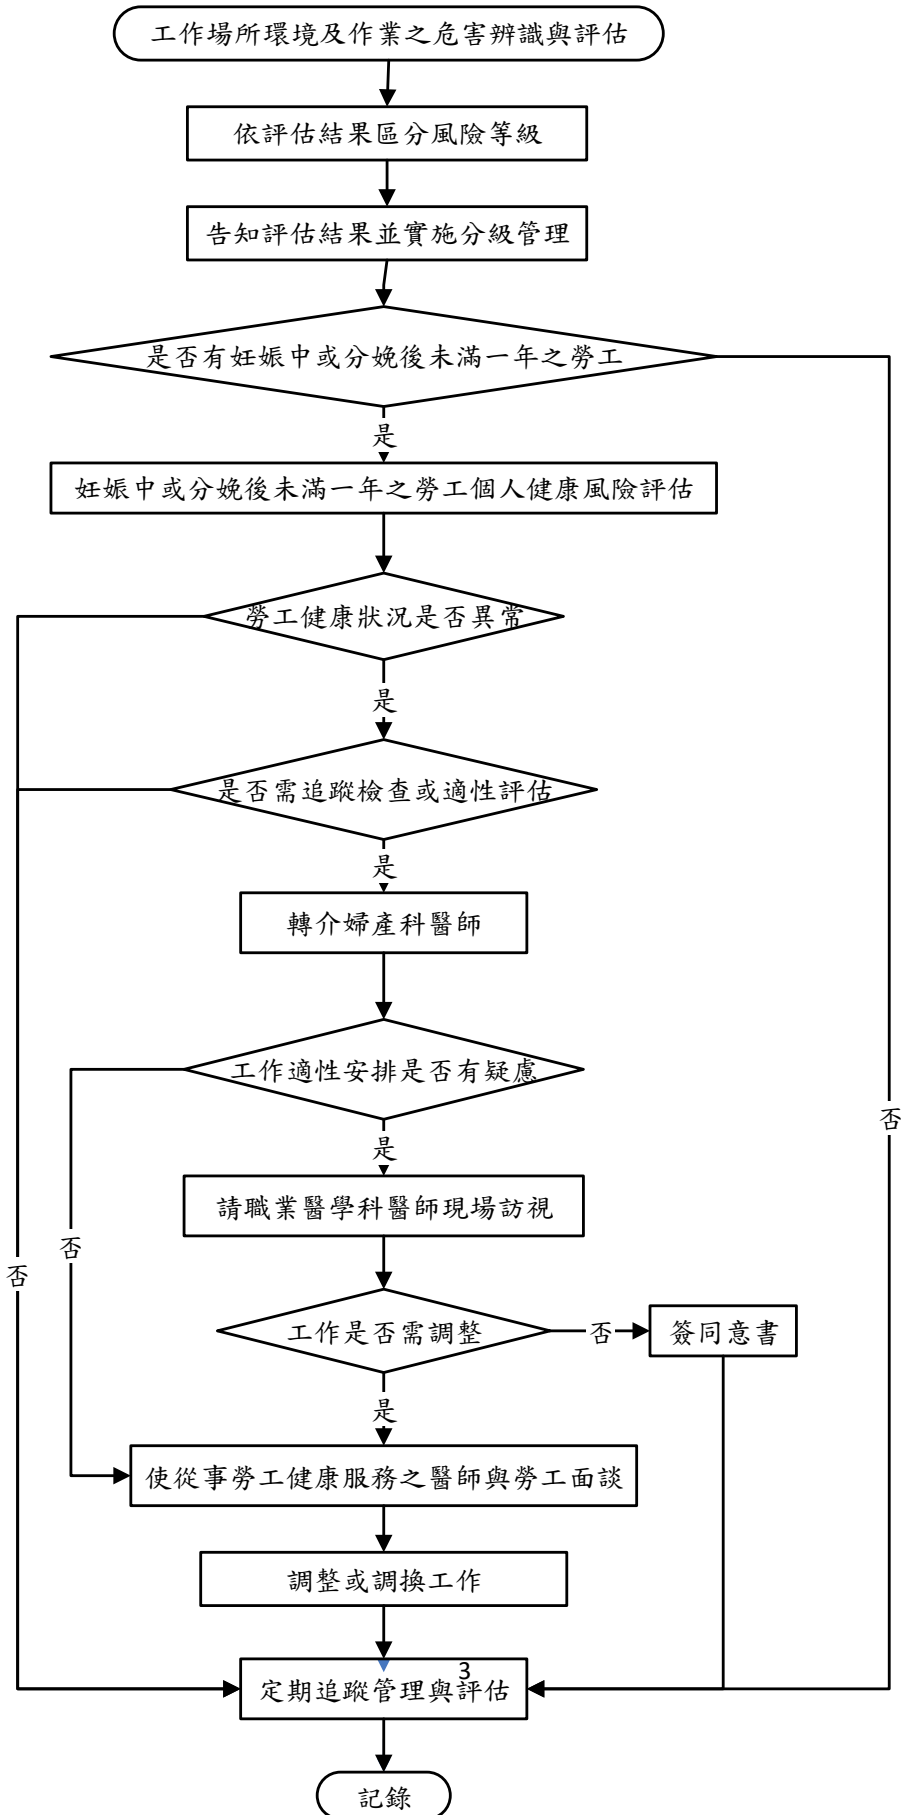 工作場所環境及作業之危害辨識與評估
依評估結果區分風險等級
告知評估結果並實施分級管理
是否有妊娠中或分娩後未滿一年之勞工
是
妊娠中或分娩後未滿一年之勞工個人健康風險評估
勞工健康狀況是否異常
是
是否需追蹤檢查或適性評估
是
轉介婦產科醫師
工作適性安排是否有疑慮
否
是
請職業醫學科醫師現場訪視
否
否
工作是否需調整
否
簽同意書
是
使從事勞工健康服務之醫師與勞工面談
調整或調換工作
3
定期追蹤管理與評估
記錄